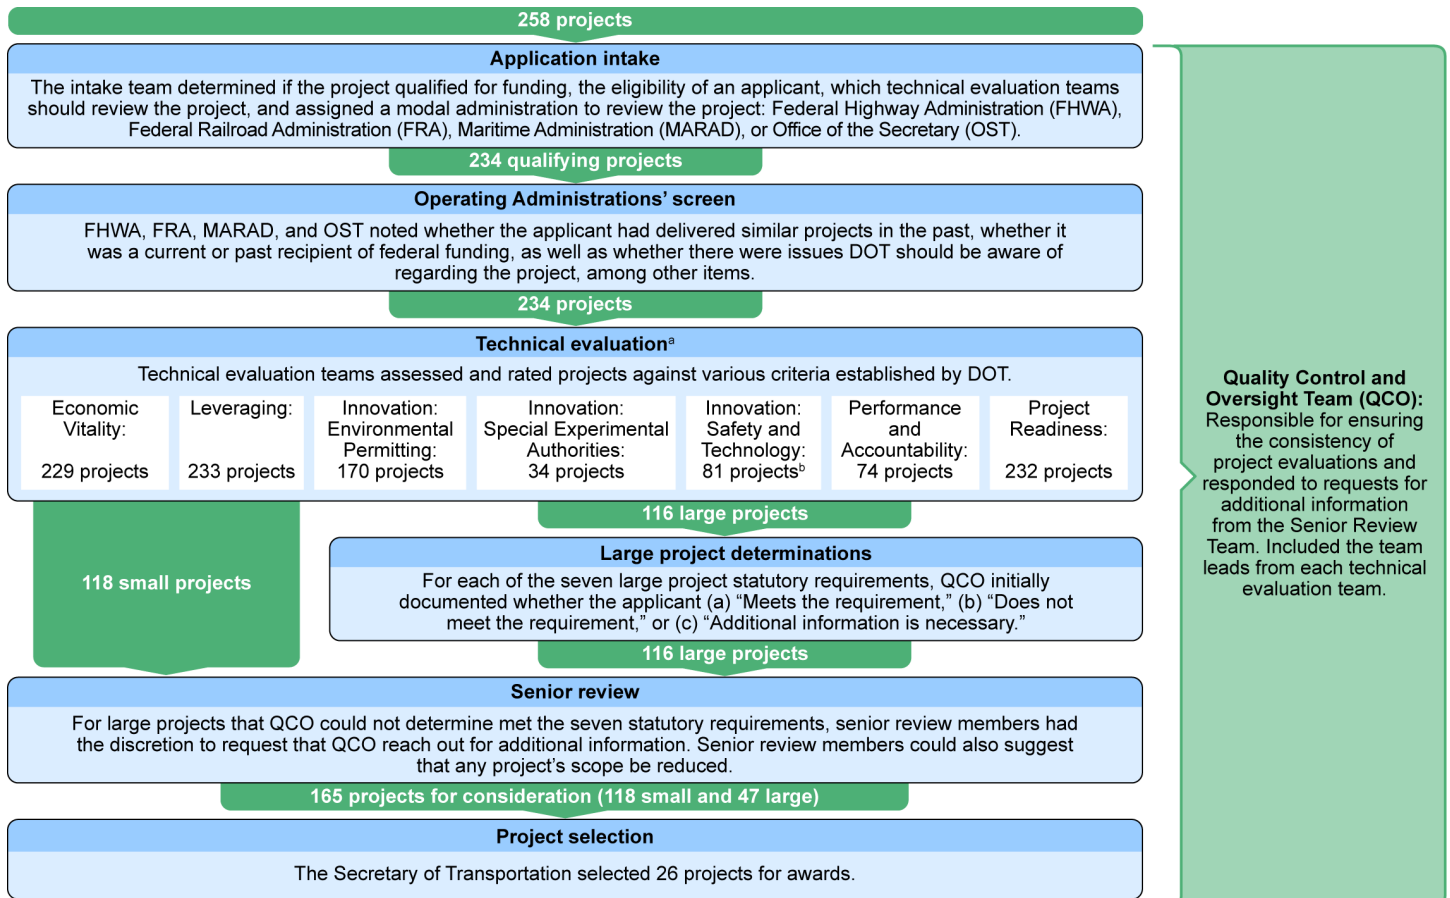 258 projects
Application intake
The intake team determined if the project qualified for funding, the eligibility of an applicant, which technical evaluation teams
should review the project, and assigned a modal administration to review the project: Federal Highway Administration (FHWA),
Federal Railroad Administration (FRA), Maritime Administration (MARAD), or Office of the Secretary (OST).
234 qualifying projects
Operating Administrations’ screen
FHWA, FRA, MARAD, and OST noted whether the applicant had delivered similar projects in the past, whether it
was a current or past recipient of federal funding, as well as whether there were issues DOT should be aware of
regarding the project, among other items.
234 projects
Technical evaluationᵃ
Technical evaluation teams assessed and rated projects against various criteria established by DOT.
Economic
Vitality:
229 projects
Leveraging:
233 projects
Innovation:
Environmental
Permitting:
170 projects
Innovation:
Special Experimental
Authorities:
34 projects
Innovation:
Safety and
Technology:
81 projectsᵇ
Performance
and
Accountability:
74 projects
Project
Readiness:
232 projects
118 small projects
116 large projects
Large project determinations
For each of the seven large project statutory requirements, QCO initially
documented whether the applicant (a) “Meets the requirement,” (b) “Does not
meet the requirement,” or (c) “Additional information is necessary.”
116 large projects
Senior review
For large projects that QCO could not determine met the seven statutory requirements, senior review members had
the discretion to request that QCO reach out for additional information. Senior review members could also suggest
that any project’s scope be reduced.
165 projects for consideration (118 small and 47 large)
Project selection
The Secretary of Transportation selected 26 projects for awards.
Quality Control and
Oversight Team (QCO):
Responsible for ensuring
the consistency of
project evaluations and
responded to requests for
additional information
from the Senior Review
Team. Included the team
leads from each technical
evaluation team.